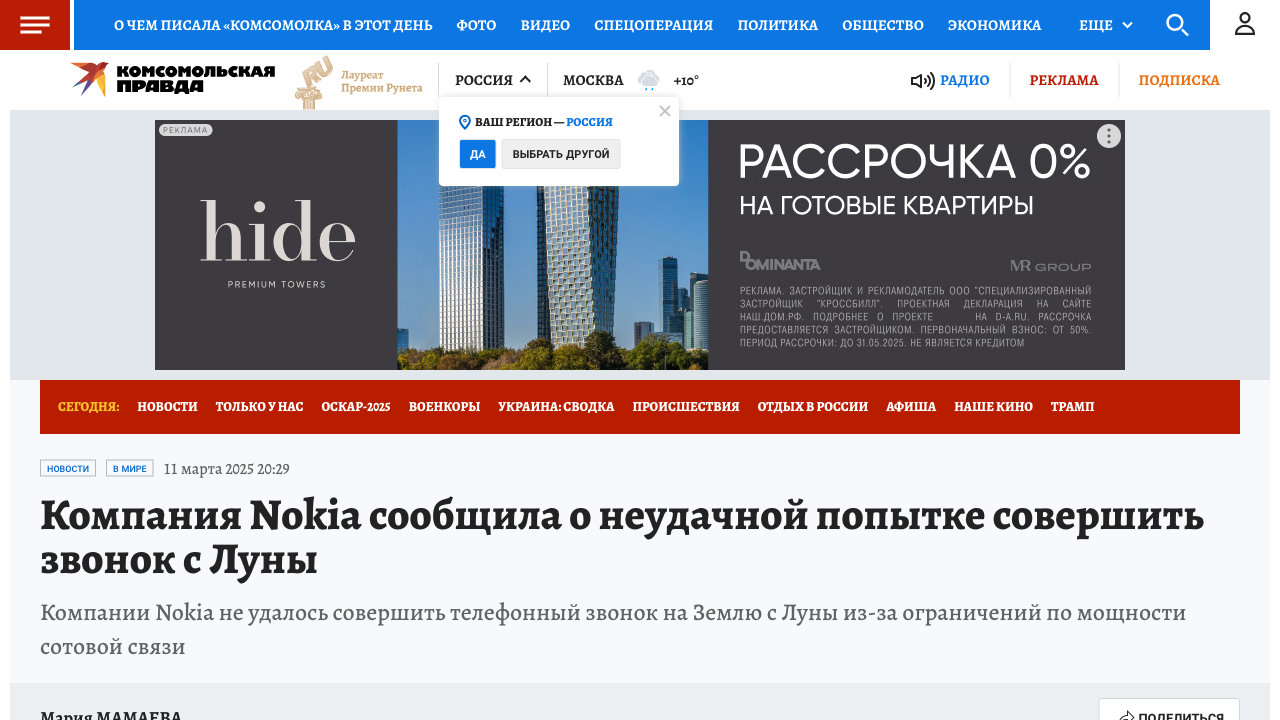 О ЧЕМ ПИСАЛА «КОМСОМОЛКА» В ЭТОТ ДЕНЬ ФОТО ВИДЕО СПЕЦОПЕРАЦИЯ ПОЛИТИКА ОБЩЕСТВО ЭКОНОМИКА ЕЩЕ
КОМСОМОЛЬСКАЯ
ПРАВДА
Лауреат
Премии Рунета
РОССИЯ МОСКВА +10° РАДИО РЕКЛАМА ПОДПИСКА
ВАШ РЕГИОН — РОССИЯ
ДА ВЫБРАТЬ ДРУГОЙ
РЕКЛАМА
hide
PREMIUM TOWERS
РАССРОЧКА 0%
НА ГОТОВЫЕ КВАРТИРЫ
DOMINANTA MR GROUP
РЕКЛАМА. ЗАСТРОЙЩИК И РЕКЛАМОДАТЕЛЬ ООО "СПЕЦИАЛИЗИРОВАННЫЙ
ЗАСТРОЙЩИК "КРОССБИЛЛ". ПРОЕКТНАЯ ДЕКЛАРАЦИЯ НА САЙТЕ
НАШ.ДОМ.РФ. ПОДРОБНЕЕ О ПРОЕКТЕ НА D-A.RU. РАССРОЧКА
ПРЕДОСТАВЛЯЕТСЯ ЗАСТРОЙЩИКОМ. ПЕРВОНАЧАЛЬНЫЙ ВЗНОС: ОТ 50%.
ПЕРИОД РАССРОЧКИ: ДО 31.05.2025. НЕ ЯВЛЯЕТСЯ КРЕДИТОМ
СЕГОДНЯ: НОВОСТИ ТОЛЬКО У НАС ОСКАР-2025 ВОЕНКОРЫ УКРАИНА: СВОДКА ПРОИСШЕСТВИЯ ОТДЫХ В РОССИИ АФИША НАШЕ КИНО ТРАМП
НОВОСТИ В МИРЕ 11 марта 2025 20:29
Компания Nokia сообщила о неудачной попытке совершить
звонок с Луны
Компании Nokia не удалось совершить телефонный звонок на Землю с Луны из-за ограничений по мощности
сотовой связи
Мария МАМАЕВА
ПОДЕЛИТЬСЯ